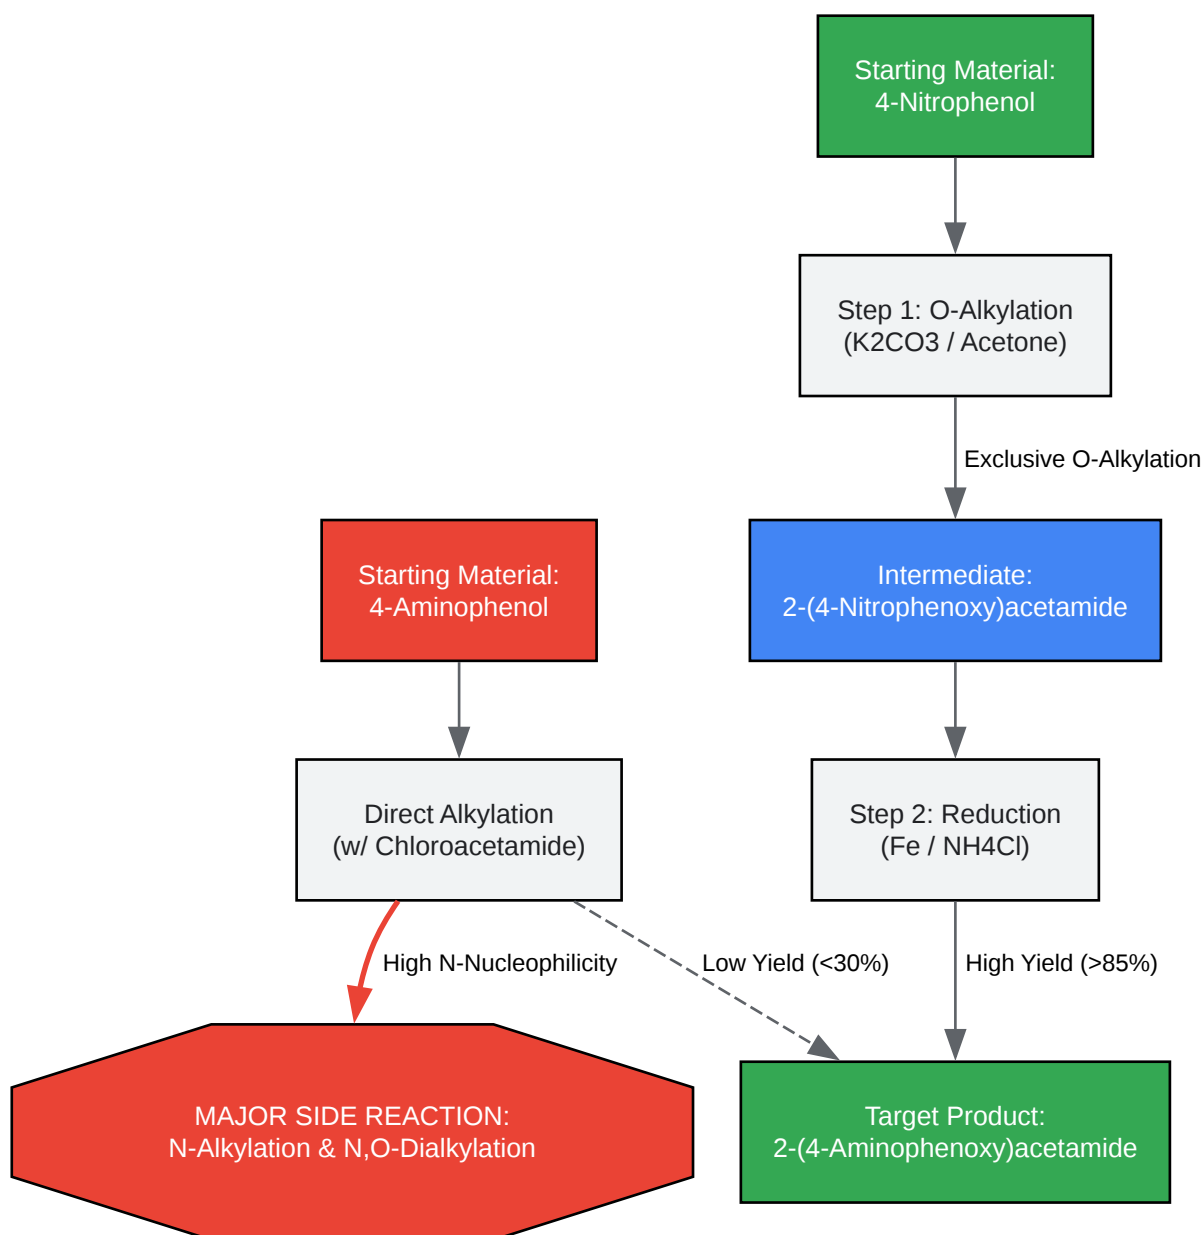 Starting Material:
4-Nitrophenol
Step 1: O-Alkylation
(K2CO3 / Acetone)
Exclusive O-Alkylation
Starting Material:
4-Aminophenol
Intermediate:
2-(4-Nitrophenoxy)acetamide
Direct Alkylation
(w/ Chloroacetamide)
Step 2: Reduction
(Fe / NH4Cl)
High N-Nucleophilicity
Low Yield (<30%)
High Yield (>85%)
MAJOR SIDE REACTION:
N-Alkylation & N,O-Dialkylation
Target Product:
2-(4-Aminophenoxy)acetamide